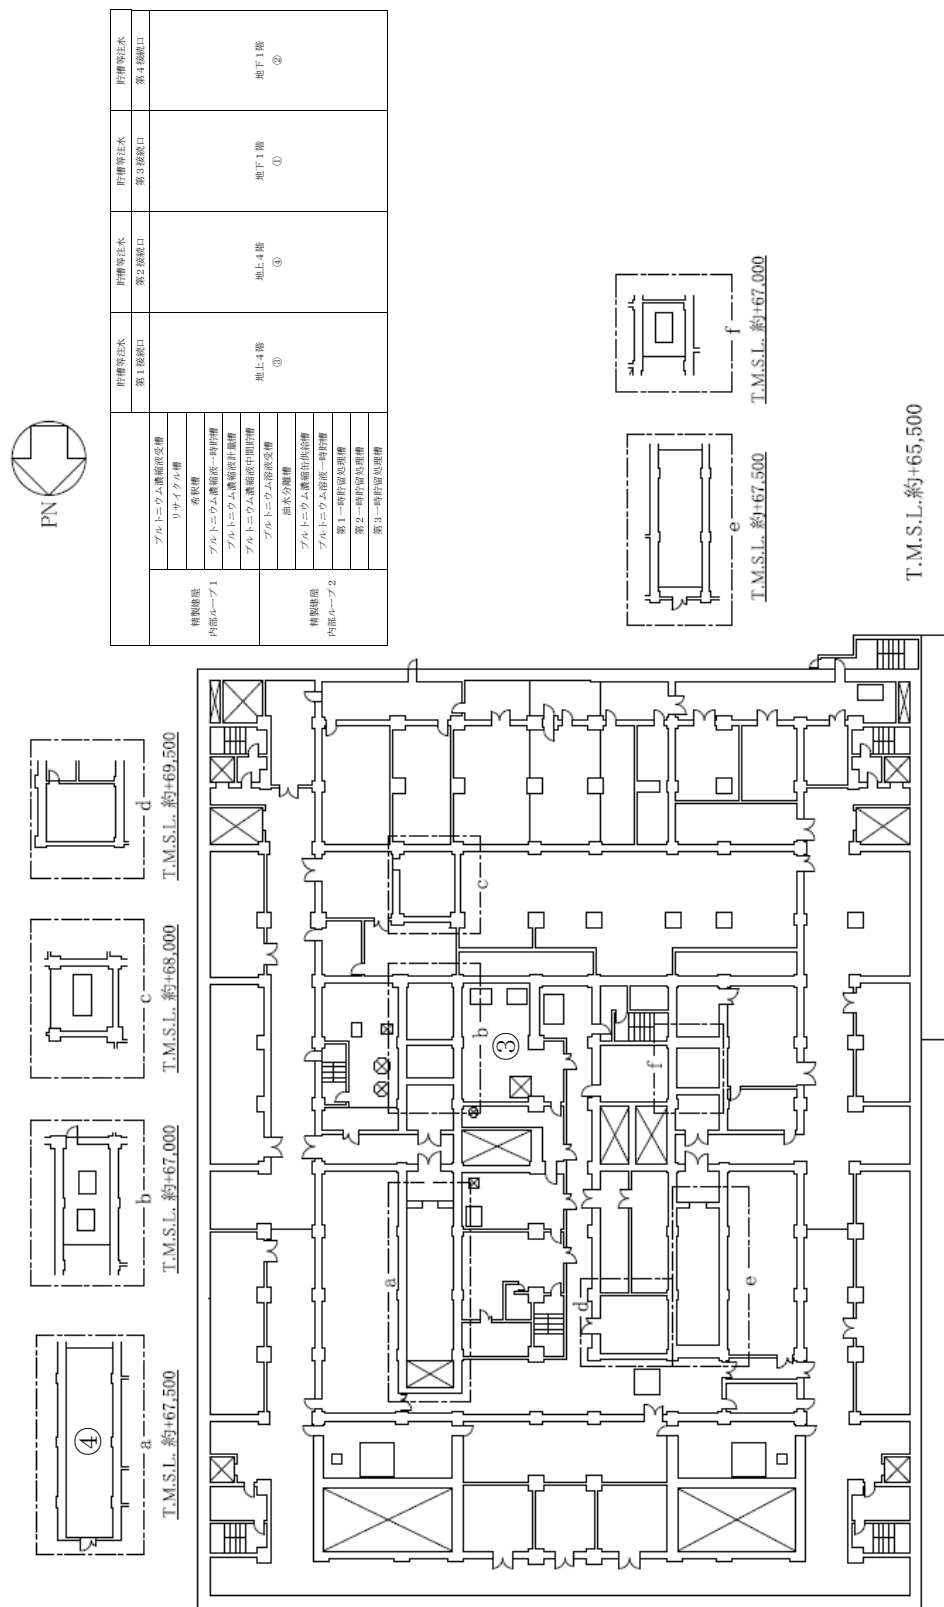 貯槽等注水
第1接続口
貯槽等注水
第2接続口
貯槽等注水
第3接続口
貯槽等注水
第4接続口
精製建屋
内部ループ1
プルトニウム濃縮液受槽
リサイクル槽
希釈槽
プルトニウム濃縮液一時貯槽
プルトニウム濃縮液計量槽
プルトニウム濃縮液中間貯槽
精製建屋
内部ループ2
プルトニウム溶液受槽
油水分離槽
プルトニウム濃縮缶供給槽
プルトニウム溶液一時貯槽
第1一時貯留処理槽
第2一時貯留処理槽
第3一時貯留処理槽
地上4階
③
地上4階
④
地下1階
①
地下1階
②
PN
④
a
T.M.S.L. 約+67,500
b
T.M.S.L. 約+67,000
c
T.M.S.L. 約+68,000
d
T.M.S.L. 約+69,500
e
T.M.S.L. 約+67,500
f
T.M.S.L. 約+67,000
a
b
c
d
e
f
③
T.M.S.L.約+65,500